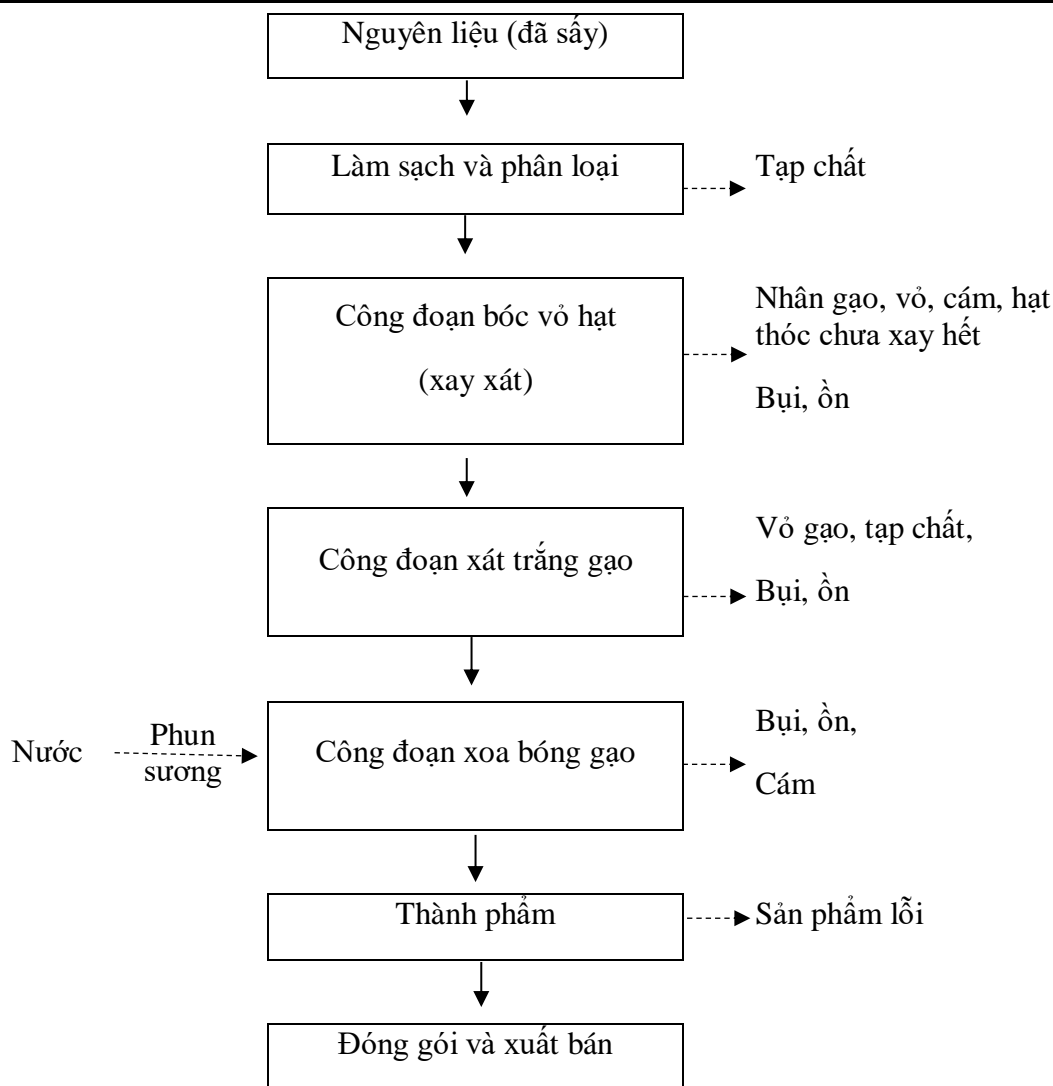 Nguyên liệu (đã sấy)
Làm sạch và phân loại
Tạp chất
Công đoạn bóc vỏ hạt
(xay xát)
Nhân gạo, vỏ, cám, hạt
thóc chưa xay hết
Bụi, ồn
Công đoạn xát trắng gạo
Vỏ gạo, tạp chất,
Bụi, ồn
Nước
Phun
sương
Công đoạn xoa bóng gạo
Bụi, ồn,
Cám
Thành phẩm
Sản phẩm lỗi
Đóng gói và xuất bán